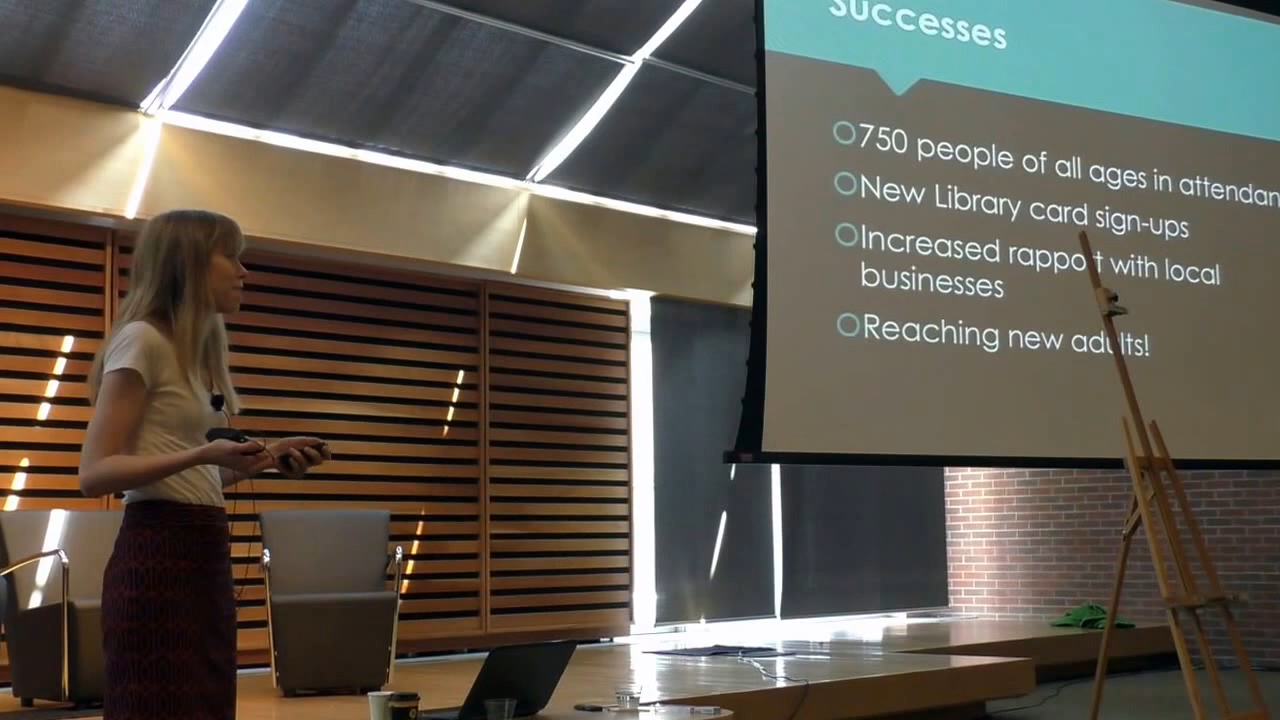 Successes
750 people of all ages in attendan
New Library card sign-ups
Increased rapport with local
businesses
Reaching new adults!